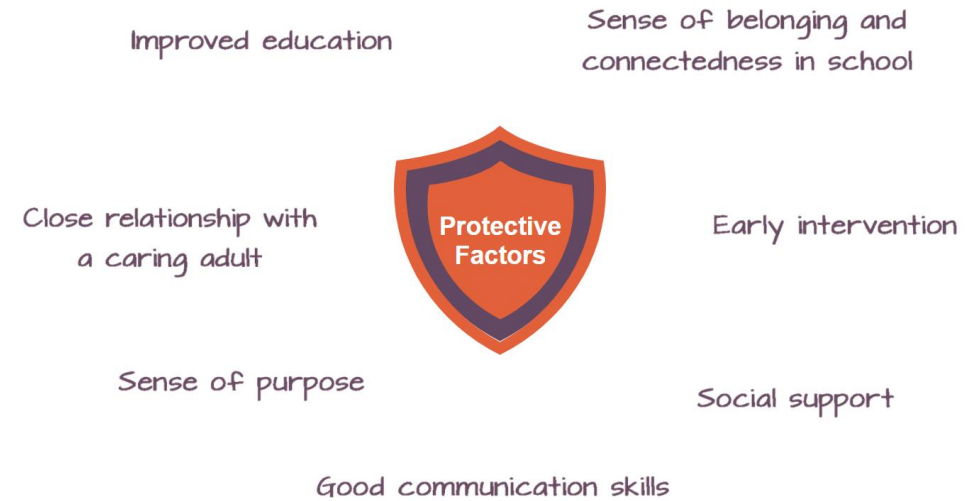 Improved education
Sense of belonging and
connectedness in school
Close relationship with
a caring adult
Protective
Factors
Early intervention
Sense of purpose
Social support
Good communication skills